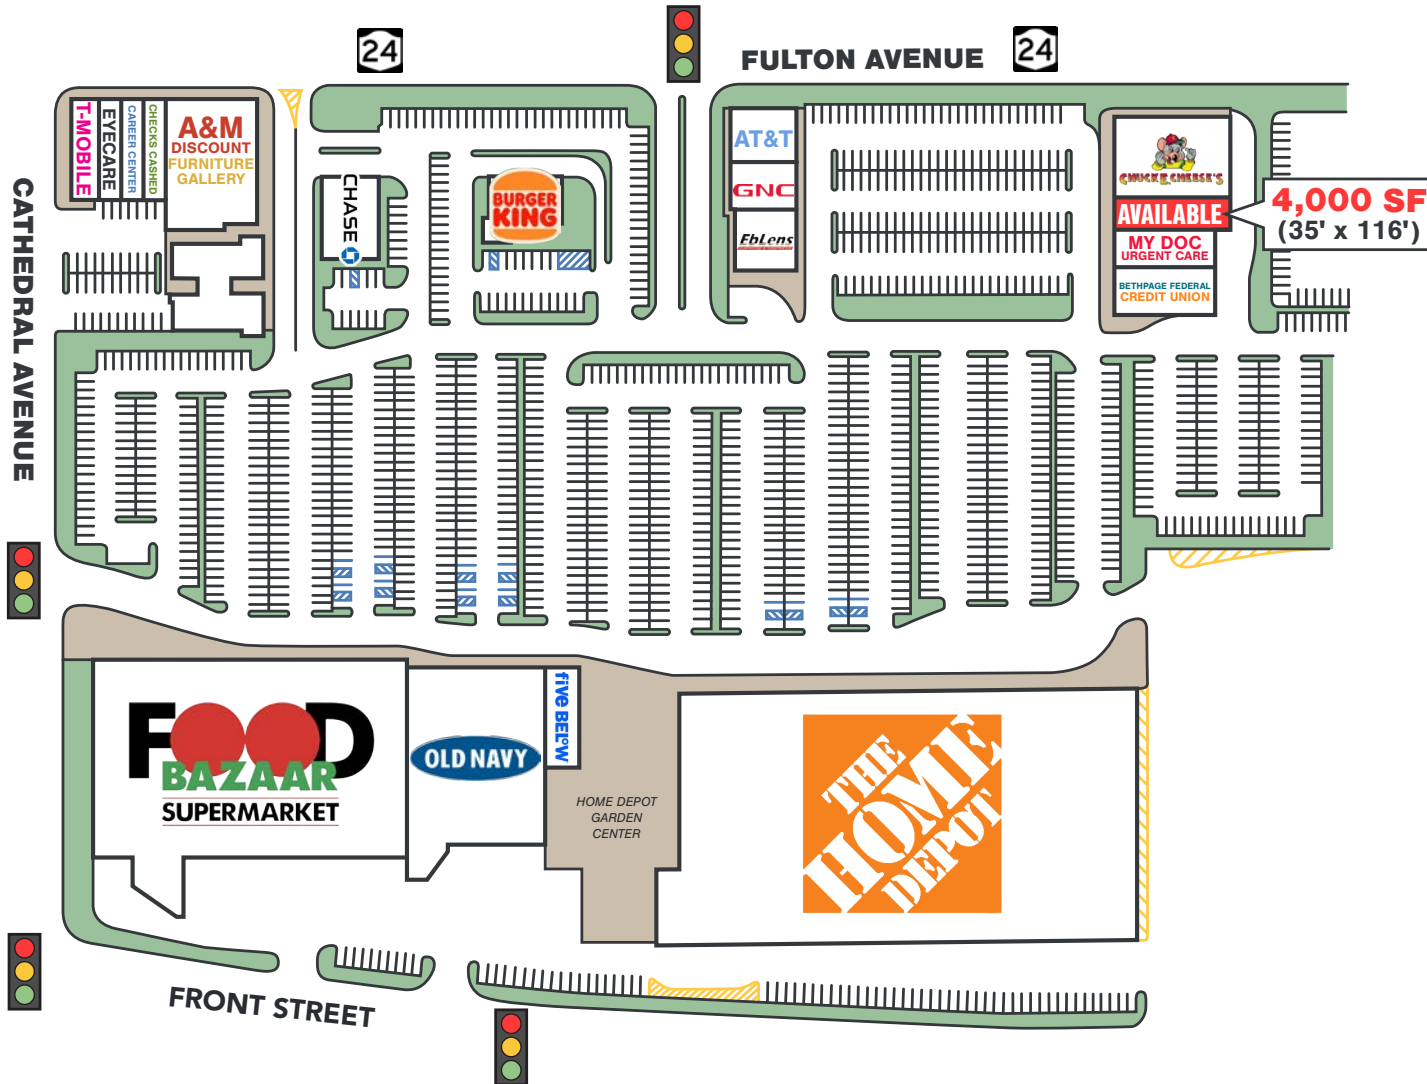 24
FULTON AVENUE
24
T-MOBILE
EYECARE
CAREER CENTER
CHECKS CASHED
A&M
DISCOUNT
FURNITURE
GALLERY
CHASE
BURGER
KING
AT&T
GNC
EbLens
CHUCK E. CHEESE'S
AVAILABLE
4,000 SF
(35' x 116')
MY DOC
URGENT CARE
BETHPAGE FEDERAL
CREDIT UNION
CATHEDRAL AVENUE
FOOD
BAZAAR
SUPERMARKET
OLD NAVY
five BELOW
HOME DEPOT
GARDEN
CENTER
THE
HOME
DEPOT
FRONT STREET